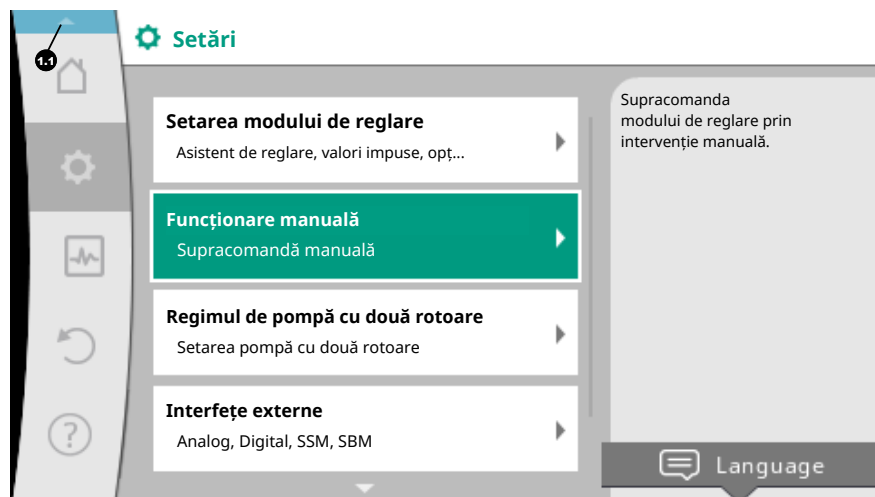 1.1
Setări
Setarea modului de reglare
Asistent de reglare, valori impuse, opț...
Funcționare manuală
Supracomandă manuală
Regimul de pompă cu două rotoare
Setarea pompă cu două rotoare
Interfețe externe
Analog, Digital, SSM, SBM
Supracomanda
modului de reglare prin
intervenție manuală.
?
Language